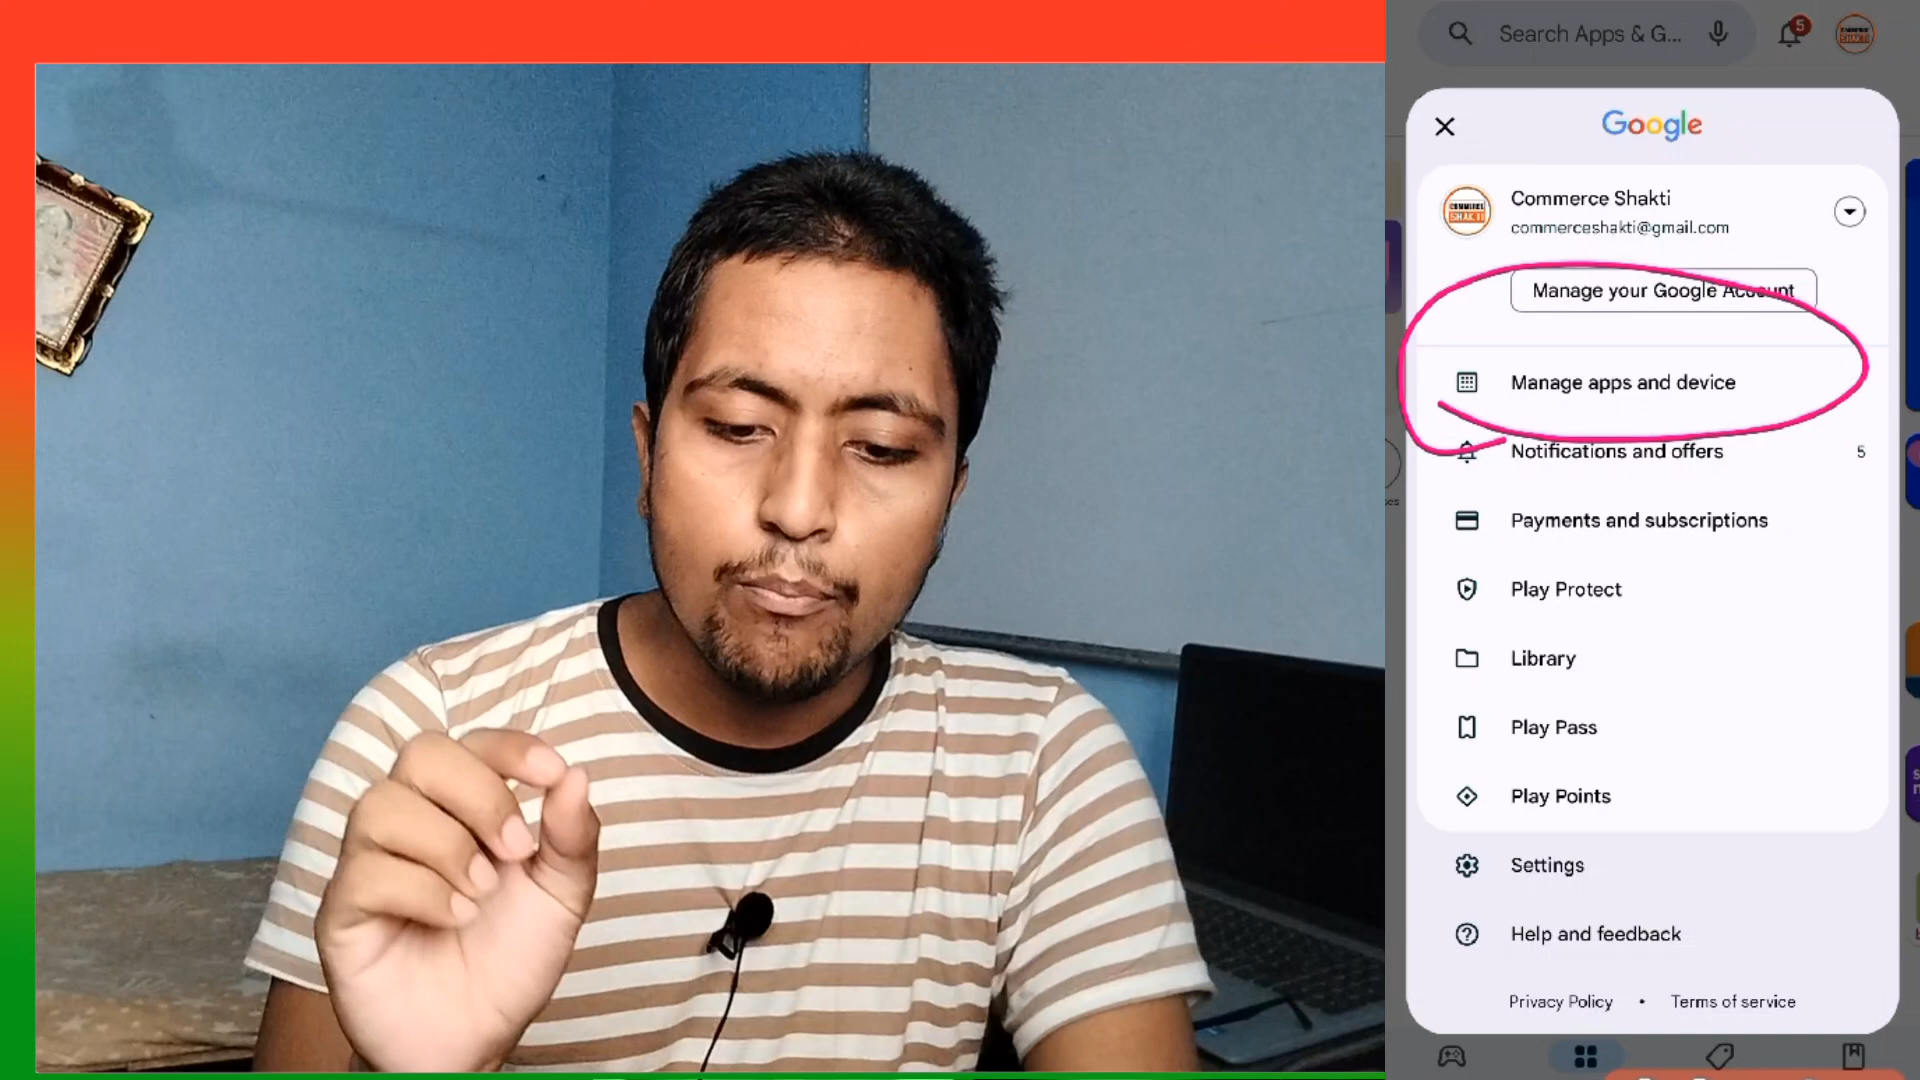 Search Apps & G...
5
Google
Commerce Shakti
COMMERCE
SHAKTI
commerceshakti@gmail.com
Manage your Google Account
Manage apps and device
Notifications and offers 5
Payments and subscriptions
Play Protect
Library
Play Pass
Play Points
Settings
Help and feedback
Privacy Policy • Terms of service